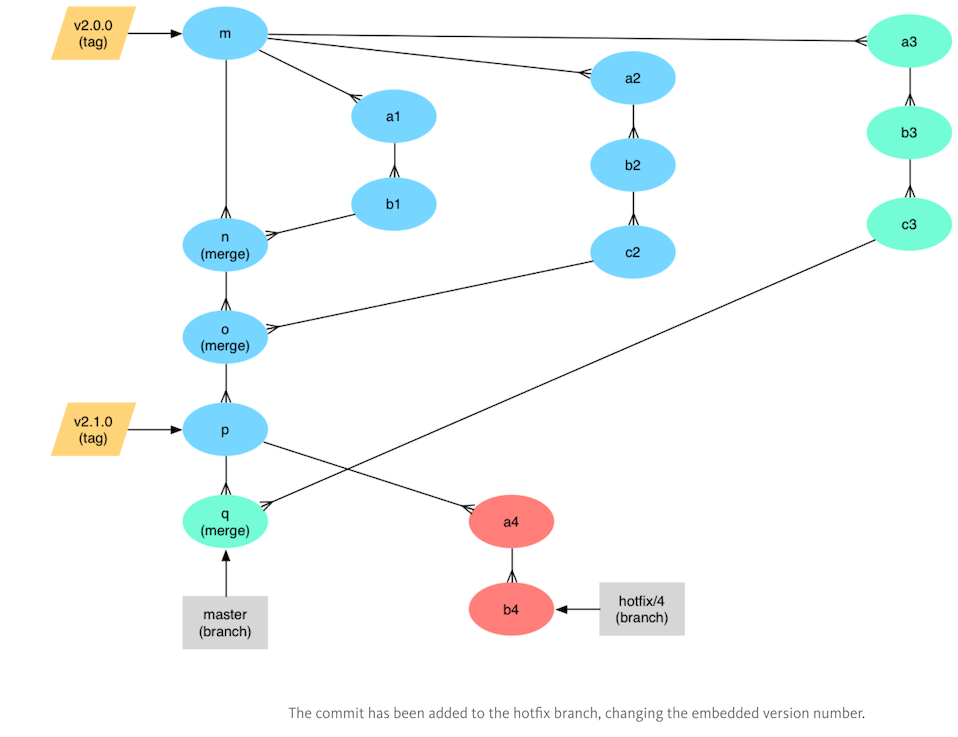 v2.0.0
(tag)
m
a3
a2
a1
b3
b2
b1
c3
n
(merge)
c2
o
(merge)
v2.1.0
(tag)
p
q
(merge)
a4
master
(branch)
b4
hotfix/4
(branch)
The commit has been added to the hotfix branch, changing the embedded version number.